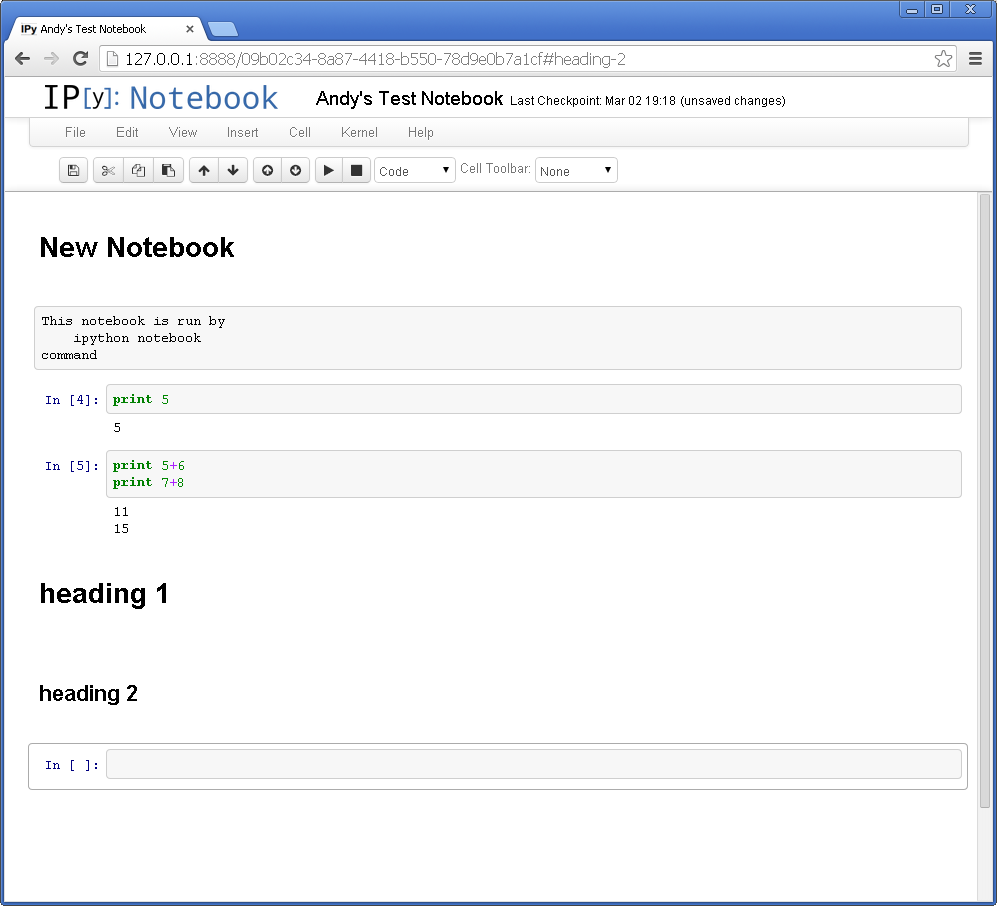 IPy Andy's Test Notebook
127.0.0.1:8888/09b02c34-8a87-4418-b550-78d9e0b7a1cf#heading-2
IP[y]: Notebook Andy's Test Notebook Last Checkpoint: Mar 02 19:18 (unsaved changes)
File Edit View Insert Cell Kernel Help
Code Cell Toolbar: None
New Notebook
This notebook is run by
    ipython notebook
command
In [4]: print 5
5
In [5]: print 5+6
print 7+8
11
15
heading 1
heading 2
In [ ]: